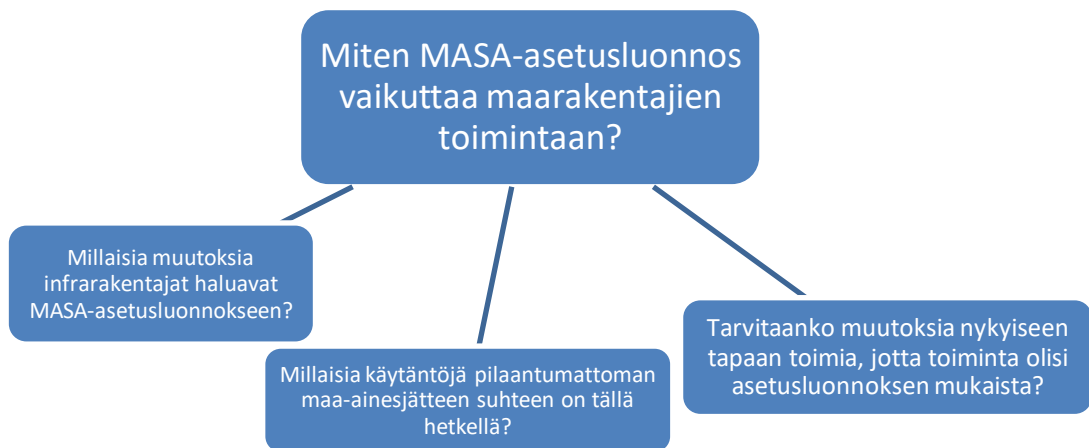 Miten MASA-asetusluonnos
vaikuttaa maarakentajien
toimintaan?
Millaisia muutoksia
infrarakentajat haluavat
MASA-asetusluonnokseen?
Millaisia käytäntöjä pilaantumattoman
maa-ainesjätteen suhteen on tällä
hetkellä?
Tarvitaanko muutoksia nykyiseen
tapaan toimia, jotta toiminta olisi
asetusluonnoksen mukaista?